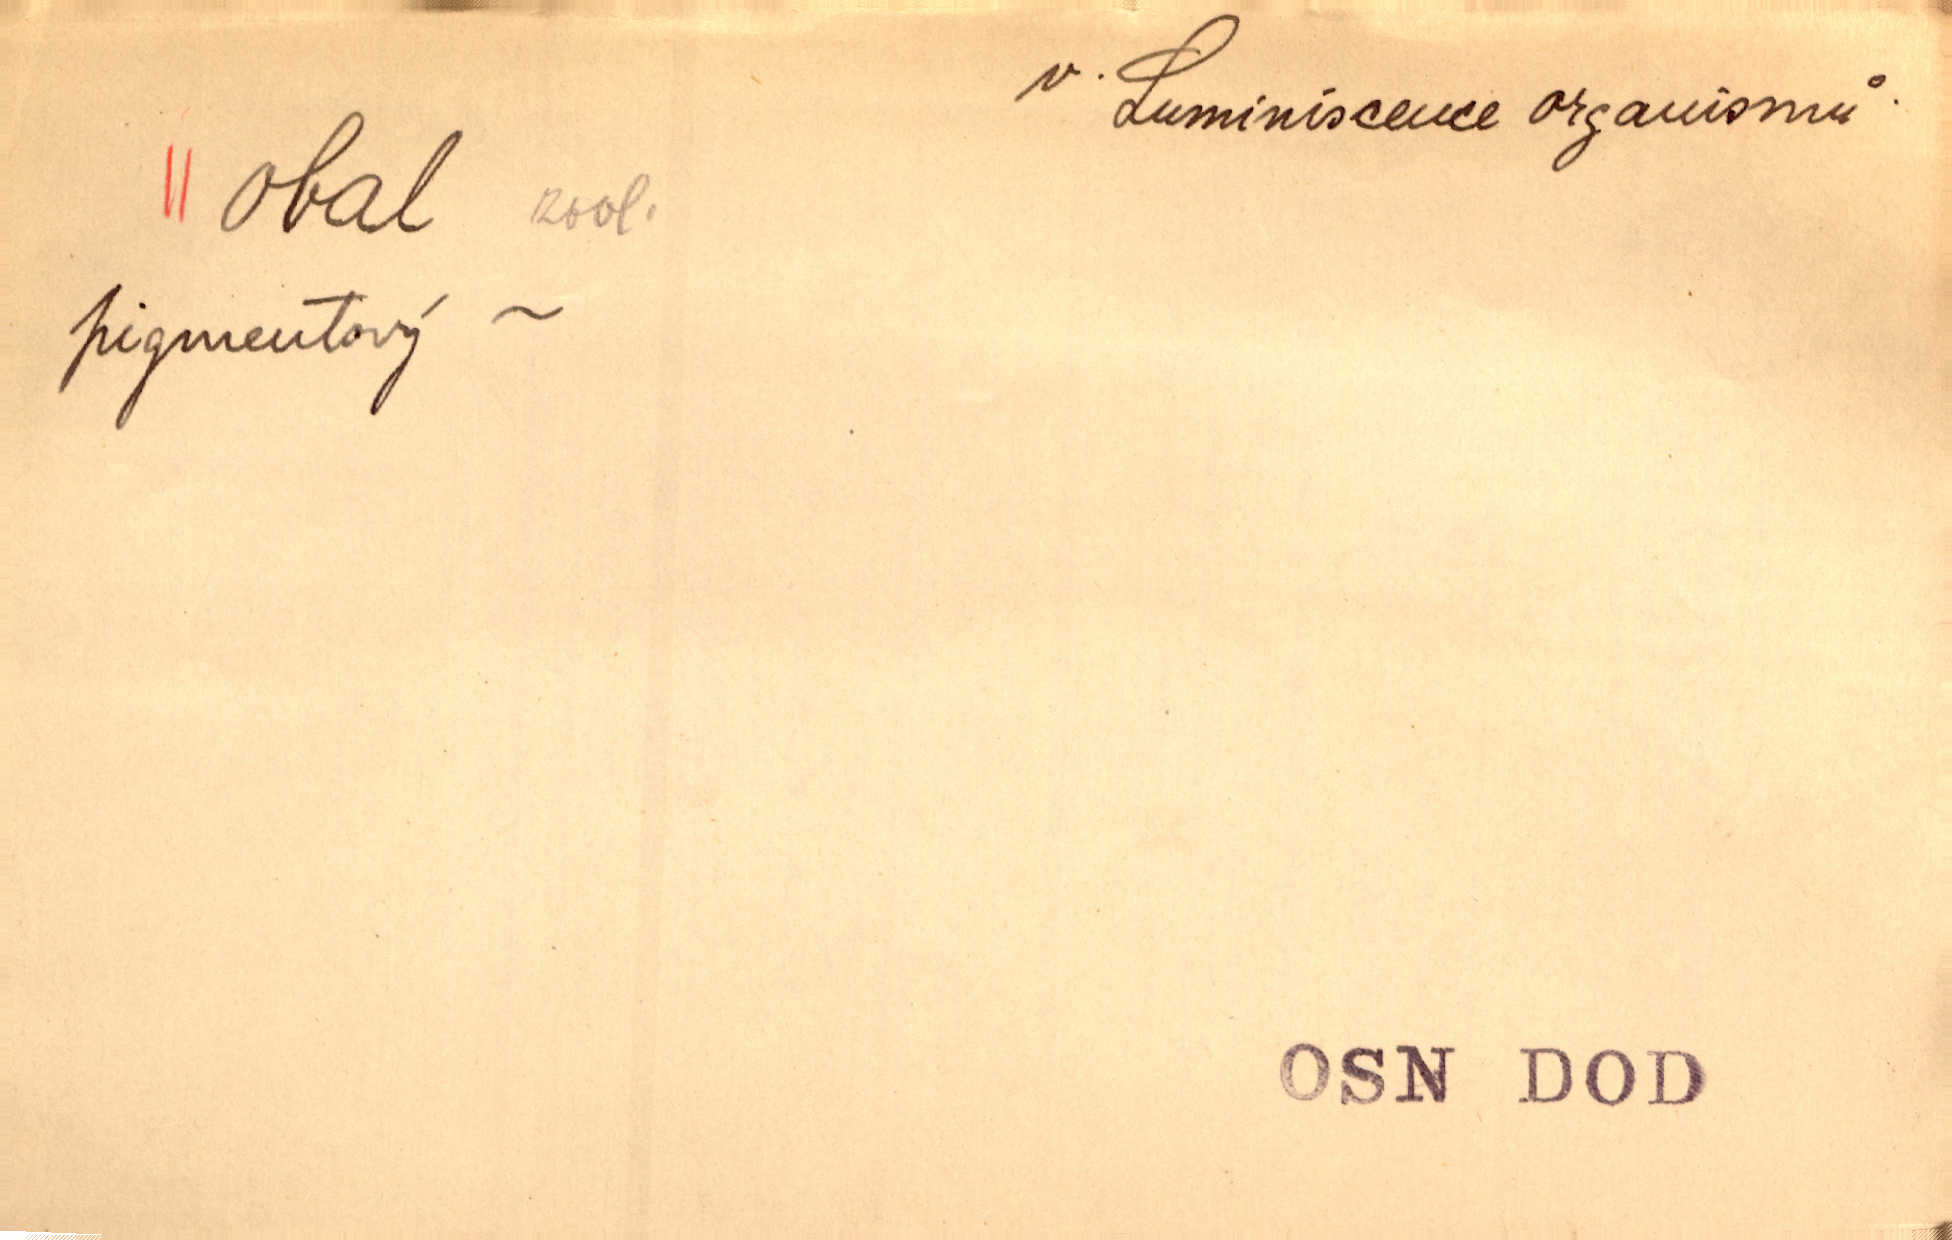 v. Luminiscence organismů.
|| obal zool.
pigmentový ~
OSN DOD